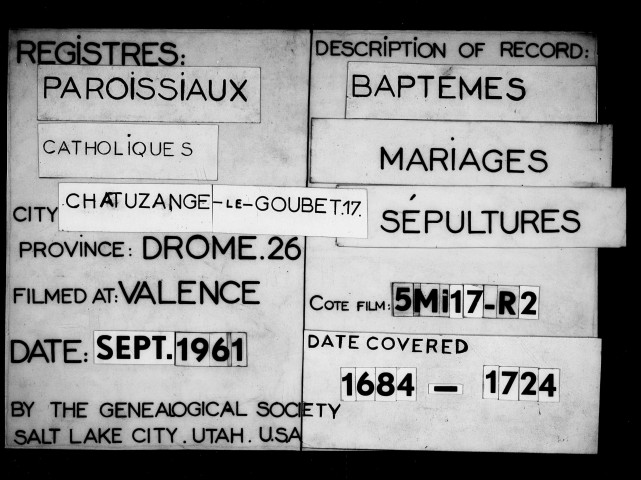 REGISTRES:
PAROISSIAUX
CATHOLIQUES
CITY CHATUZANGE-LE-GOUBET.17.
PROVINCE: DROME.26
FILMED AT: VALENCE
DATE: SEPT.1961
BY THE GENEALOGICAL SOCIETY
SALT LAKE CITY. UTAH. U.S.A
DESCRIPTION OF RECORD:
BAPTEMES
MARIAGES
SÉPULTURES
COTE FILM: 5Mi17-R2
DATE COVERED
1684 — 1724